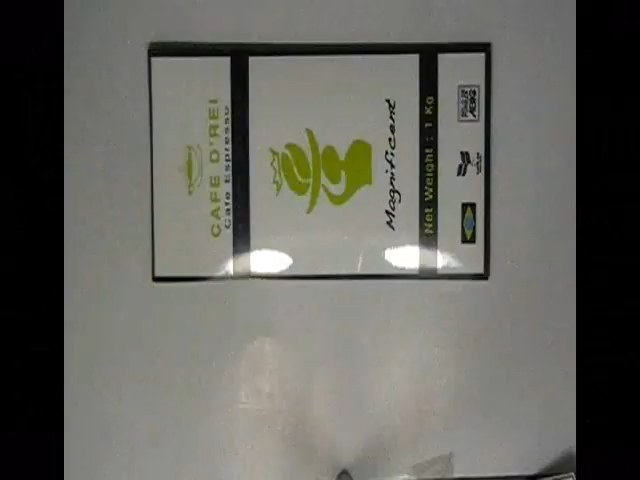 CAFE D'REI
Cafe Espresso
Magnificent
Net Weight : 1 Kg